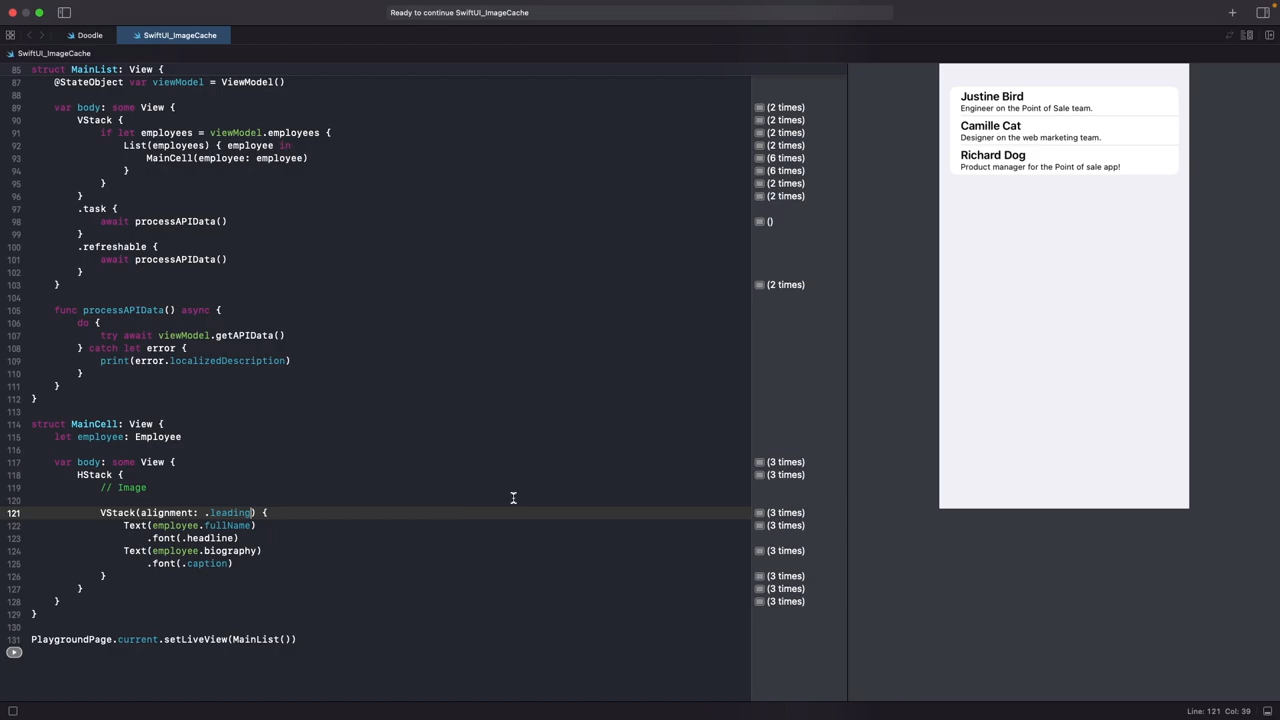 Ready to continue SwiftUI_ImageCache
Doodle
SwiftUI_ImageCache
SwiftUI_ImageCache
85 struct MainList: View {
87 @StateObject var viewModel = ViewModel()
88
89 var body: some View { (2 times)
90 VStack { (2 times)
91 if let employees = viewModel.employees { (2 times)
92 List(employees) { employee in (2 times)
93 MainCell(employee: employee) (6 times)
94 } (6 times)
95 } (2 times)
96 } (2 times)
97 .task {
98 await processAPIData() ()
99 }
100 .refreshable {
101 await processAPIData()
102 }
103 } (2 times)
104
105 func processAPIData() async {
106 do {
107 try await viewModel.getAPIData()
108 } catch let error {
109 print(error.localizedDescription)
110 }
111 }
112 }
113
114 struct MainCell: View {
115 let employee: Employee
116
117 var body: some View { (3 times)
118 HStack { (3 times)
119 // Image
120
121 VStack(alignment: .leading) { (3 times)
122 Text(employee.fullName) (3 times)
123 .font(.headline)
124 Text(employee.biography) (3 times)
125 .font(.caption)
126 } (3 times)
127 } (3 times)
128 } (3 times)
129 }
130
131 PlaygroundPage.current.setLiveView(MainList())
Justine Bird
Engineer on the Point of Sale team.
Camille Cat
Designer on the web marketing team.
Richard Dog
Product manager for the Point of sale app!
Line: 121 Col: 39